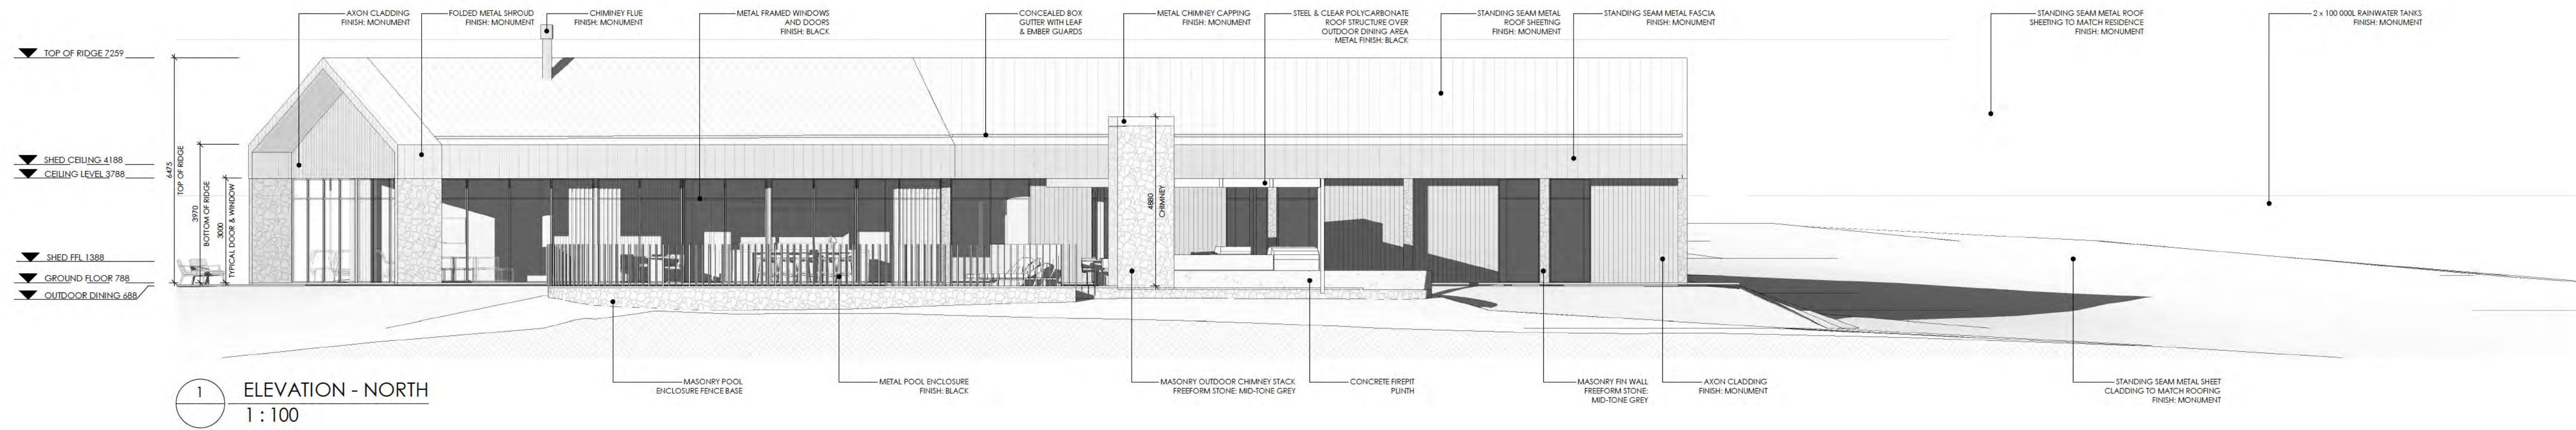 AXON CLADDING
FINISH: MONUMENT
FOLDED METAL SHROUD
FINISH: MONUMENT
CHIMNEY FLUE
FINISH: MONUMENT
METAL FRAMED WINDOWS
AND DOORS
FINISH: BLACK
CONCEALED BOX
GUTTER WITH LEAF
& EMBER GUARDS
METAL CHIMNEY CAPPING
FINISH: MONUMENT
STEEL & CLEAR POLYCARBONATE
ROOF STRUCTURE OVER
OUTDOOR DINING AREA
METAL FINISH: BLACK
STANDING SEAM METAL
ROOF SHEETING
FINISH: MONUMENT
STANDING SEAM METAL FASCIA
FINISH: MONUMENT
STANDING SEAM METAL ROOF
SHEETING TO MATCH RESIDENCE
FINISH: MONUMENT
2 x 100 000L RAINWATER TANKS
FINISH: MONUMENT
TOP OF RIDGE 7259
SHED CEILING 4188
CEILING LEVEL 3788
SHED FFL 1388
GROUND FLOOR 788
OUTDOOR DINING 688
6475
TOP OF RIDGE
3970
BOTTOM OF RIDGE
3000
TYPICAL DOOR & WINDOW
4880
CHIMNEY
MASONRY POOL
ENCLOSURE FENCE BASE
METAL POOL ENCLOSURE
FINISH: BLACK
MASONRY OUTDOOR CHIMNEY STACK
FREEFORM STONE: MID-TONE GREY
CONCRETE FIREPIT
PLINTH
MASONRY FIN WALL
FREEFORM STONE:
MID-TONE GREY
AXON CLADDING
FINISH: MONUMENT
STANDING SEAM METAL SHEET
CLADDING TO MATCH ROOFING
FINISH: MONUMENT
1
ELEVATION - NORTH
1 : 100